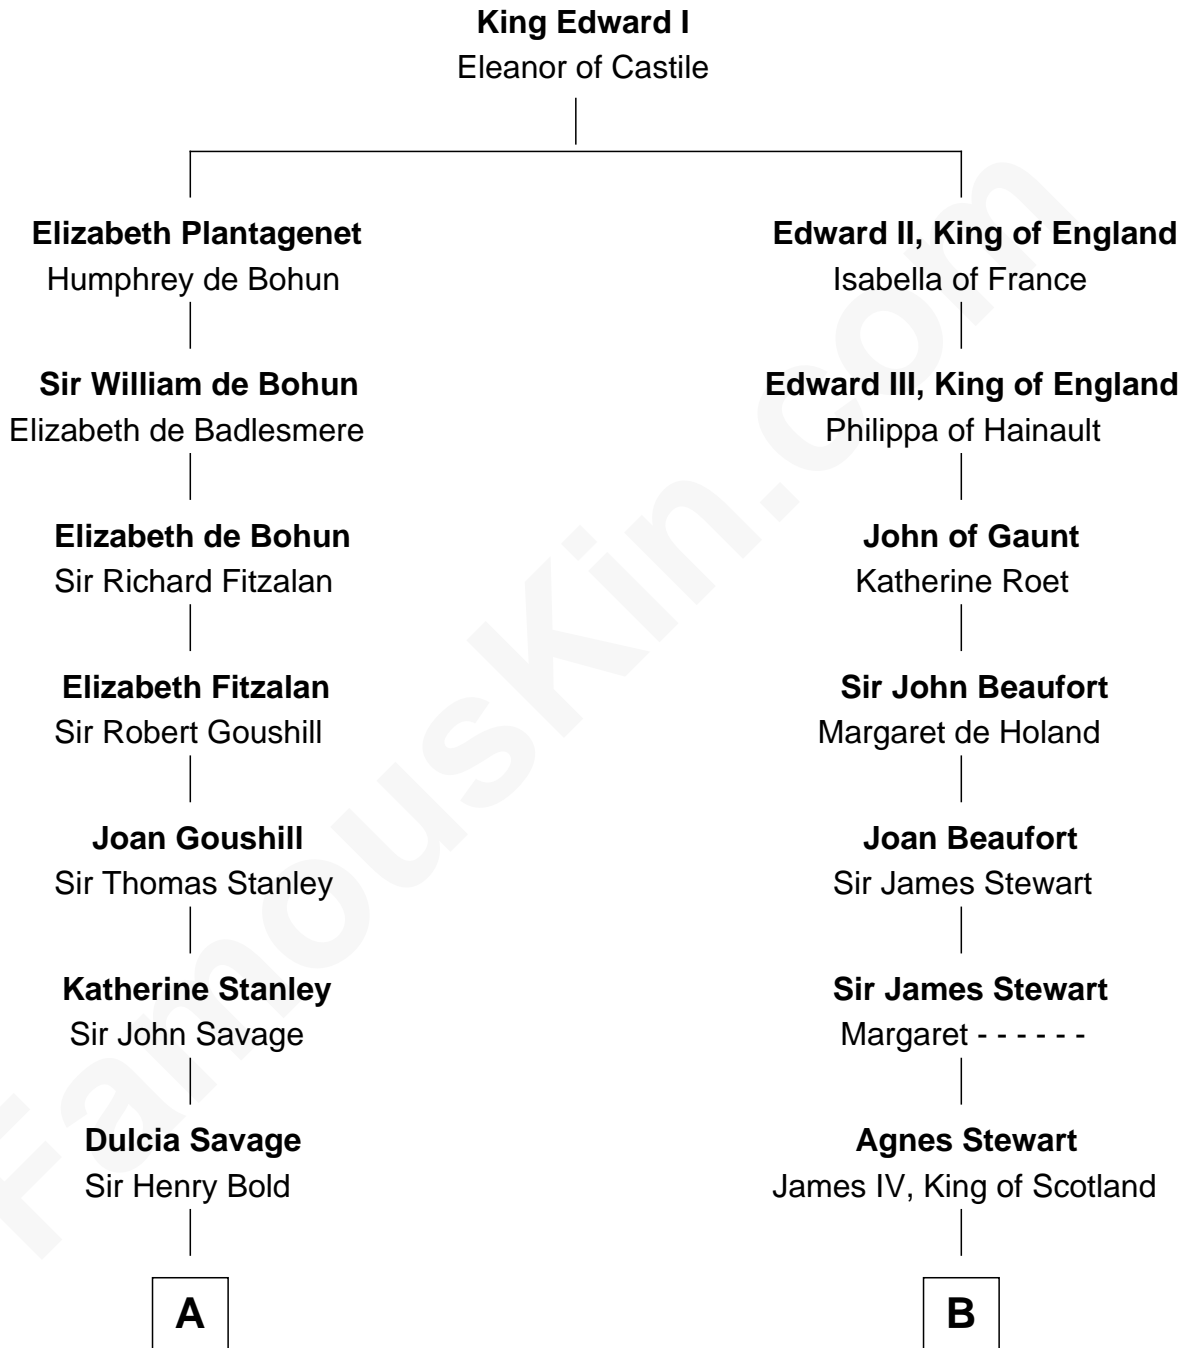 King Edward I
Eleanor of Castile
Elizabeth Plantagenet
Humphrey de Bohun
Edward II, King of England
Isabella of France
Sir William de Bohun
Elizabeth de Badlesmere
Edward III, King of England
Philippa of Hainault
Elizabeth de Bohun
Sir Richard Fitzalan
John of Gaunt
Katherine Roet
Elizabeth Fitzalan
Sir Robert Goushill
Sir John Beaufort
Margaret de Holand
Joan Goushill
Sir Thomas Stanley
Joan Beaufort
Sir James Stewart
Katherine Stanley
Sir John Savage
Sir James Stewart
Margaret - - - - - -
Dulcia Savage
Sir Henry Bold
Agnes Stewart
James IV, King of Scotland
A
B
FamousKin.com